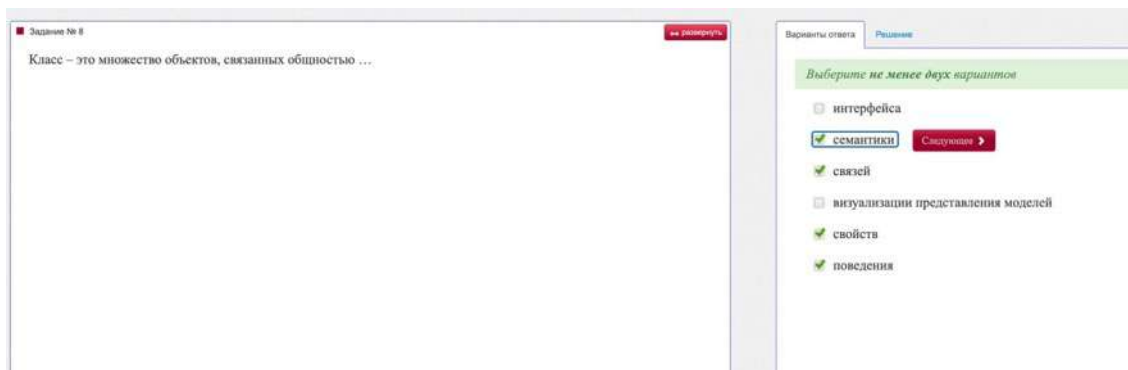 Задание № 8
развернуть
Класс – это множество объектов, связанных общностью …
Варианты ответа
Решение
Выберите не менее двух вариантов
интерфейса
семантики
Следующее
связей
визуализации представления моделей
свойств
поведения